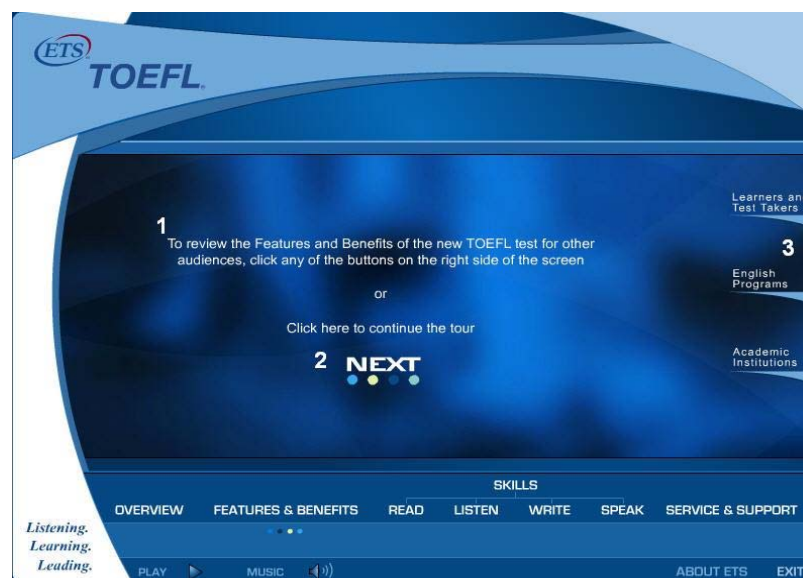 ETS
TOEFL®
Learners an
Test Takers
1
To review the Features and Benefits of the new TOEFL test for other
audiences, click any of the buttons on the right side of the screen
3
English
Programs
or
Click here to continue the tour
2 NEXT
Academic
Institutions
SKILLS
OVERVIEW FEATURES & BENEFITS READ LISTEN WRITE SPEAK SERVICE & SUPPORT
Listening.
Learning.
Leading.
PLAY MUSIC ABOUT ETS EXIT